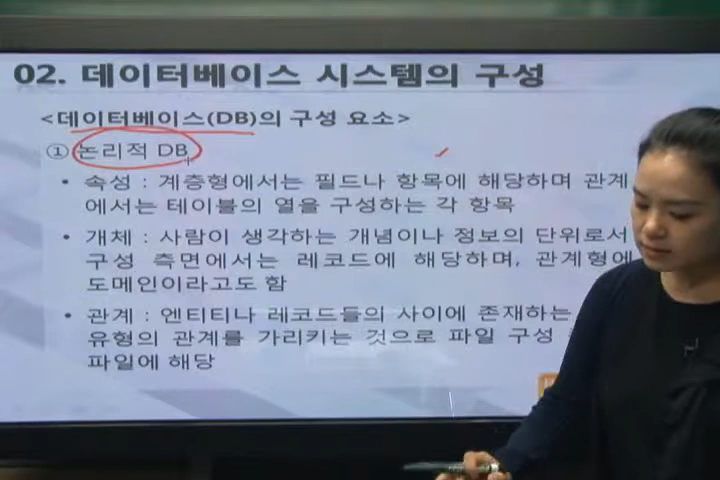 02. 데이터베이스 시스템의 구성
<데이터베이스(DB)의 구성 요소>
① 논리적 DB
• 속성 : 계층형에서는 필드나 항목에 해당하며 관계
에서는 테이블의 열을 구성하는 각 항목
• 개체 : 사람이 생각하는 개념이나 정보의 단위로서
구성 측면에서는 레코드에 해당하며, 관계형에
도메인이라고도 함
• 관계 : 엔티티나 레코드들의 사이에 존재하는
유형의 관계를 가리키는 것으로 파일 구성
파일에 해당